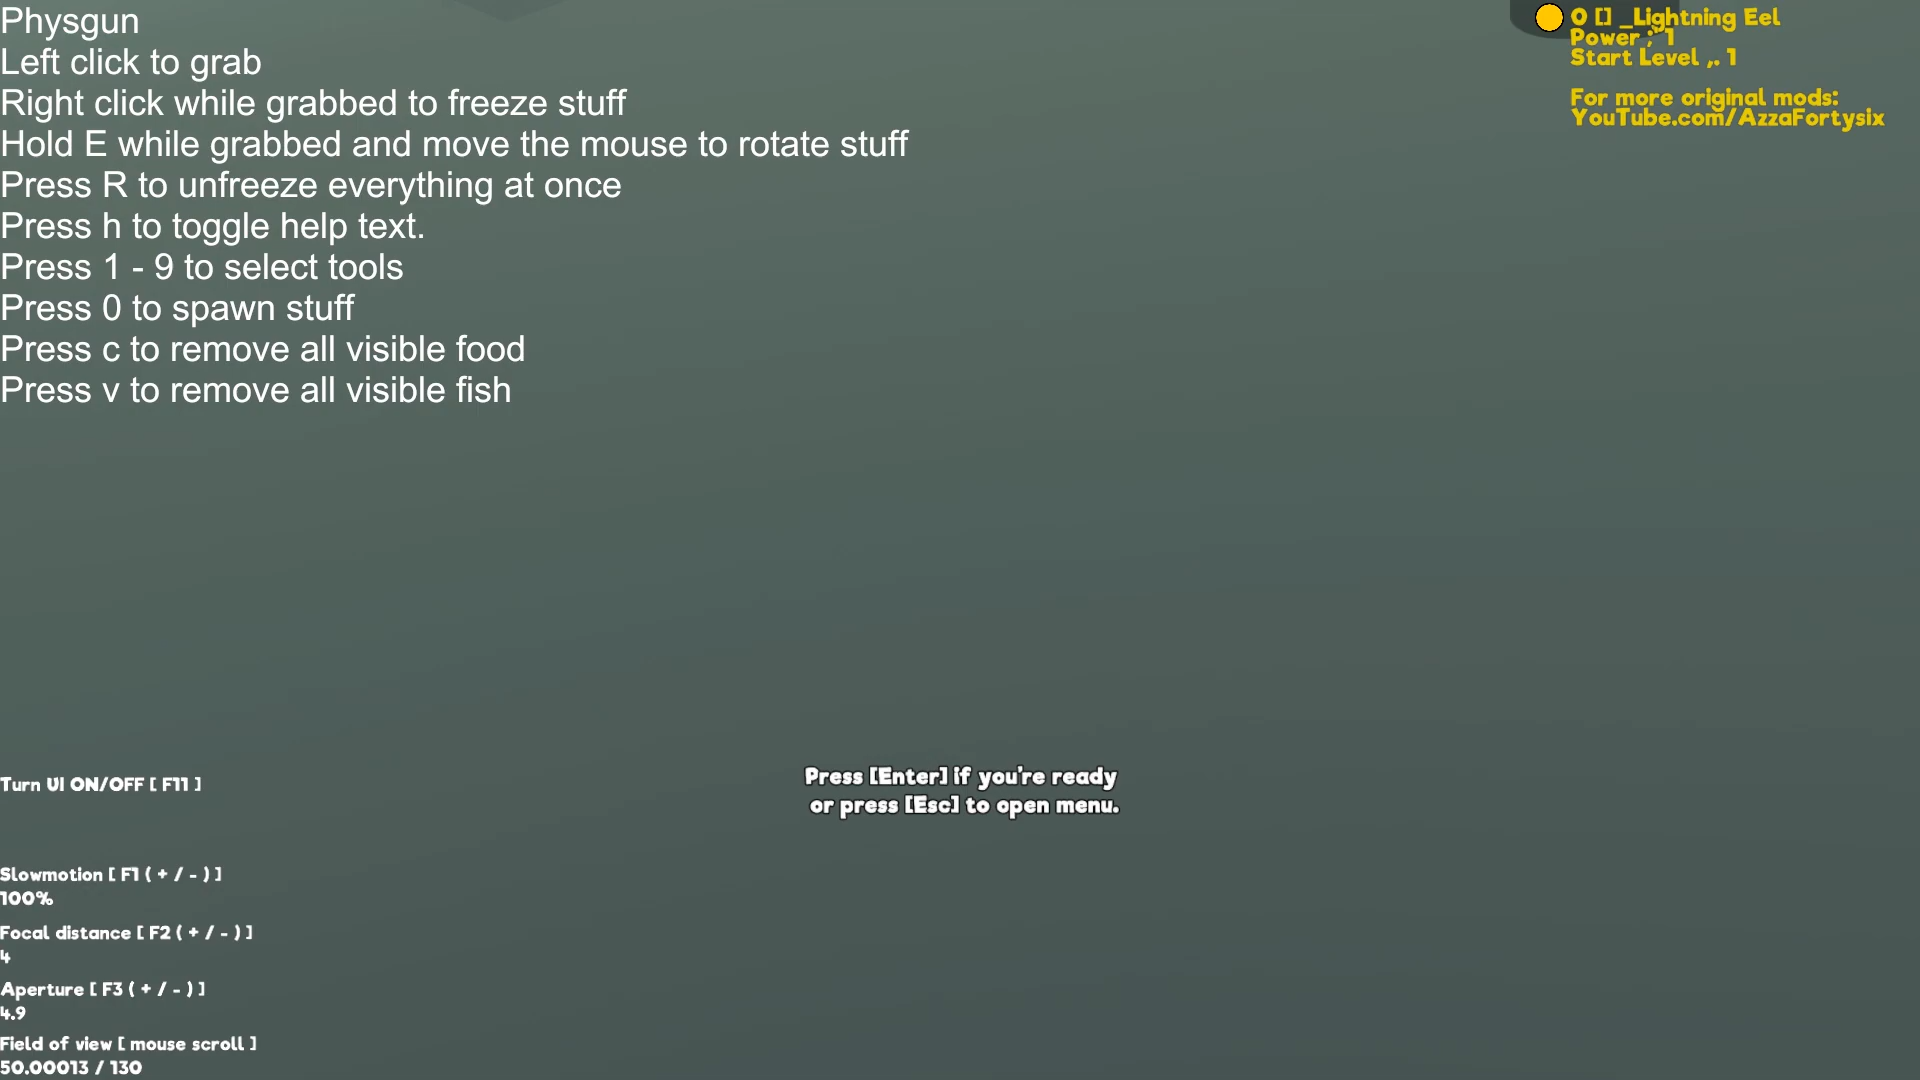 Physgun
Left click to grab
Right click while grabbed to freeze stuff
Hold E while grabbed and move the mouse to rotate stuff
Press R to unfreeze everything at once
Press h to toggle help text.
Press 1 - 9 to select tools
Press 0 to spawn stuff
Press c to remove all visible food
Press v to remove all visible fish
0 [] _Lightning Eel
Power ; 1
Start Level ,. 1
For more original mods:
YouTube.com/AzzaFortysix
Press [Enter] if you're ready
or press [Esc] to open menu.
Turn UI ON/OFF [ F11 ]
Slowmotion [ F1 ( + / - ) ]
100%
Focal distance [ F2 ( + / - ) ]
4
Aperture [ F3 ( + / - ) ]
4.9
Field of view [ mouse scroll ]
50.00013 / 130